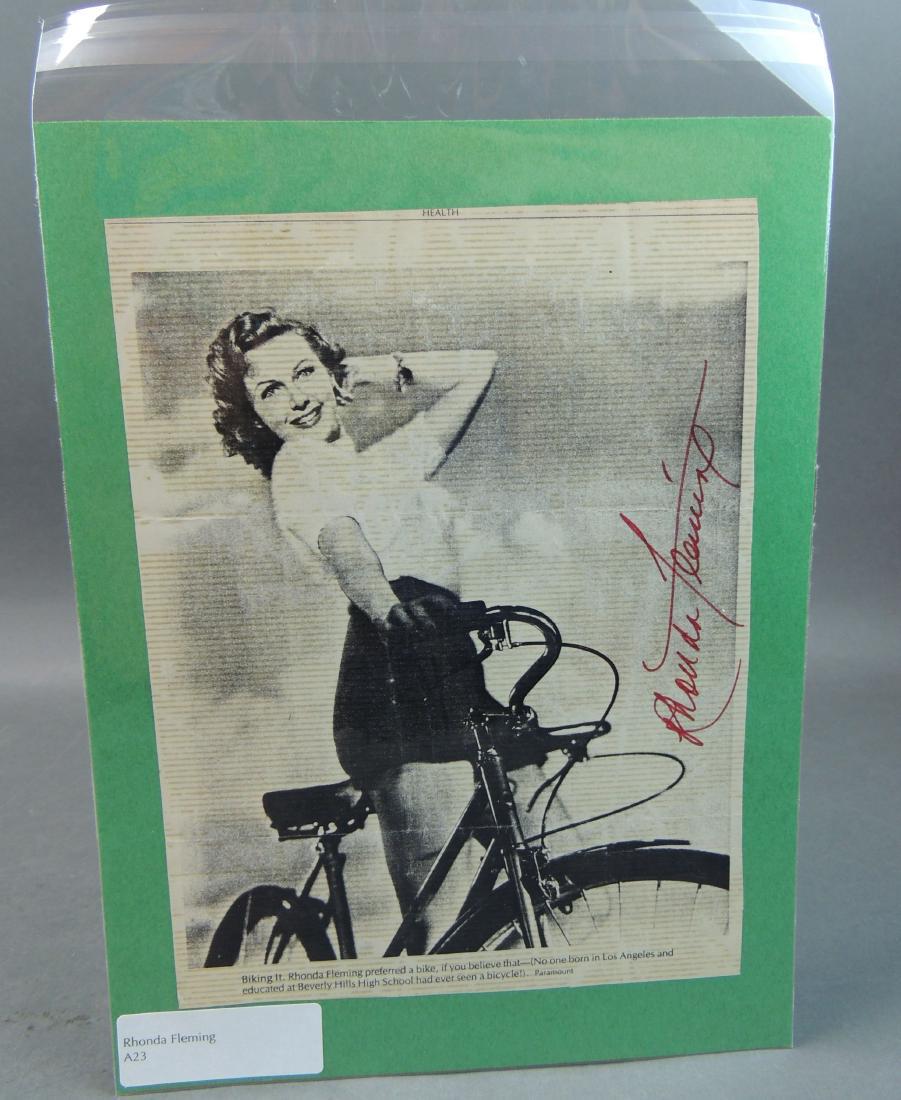 HEALTH
Rhonda Fleming
Biking It. Rhonda Fleming preferred a bike, if you believe that—(No one born in Los Angeles and
educated at Beverly Hills High School had ever seen a bicycle!). Paramount
Rhonda Fleming
A23